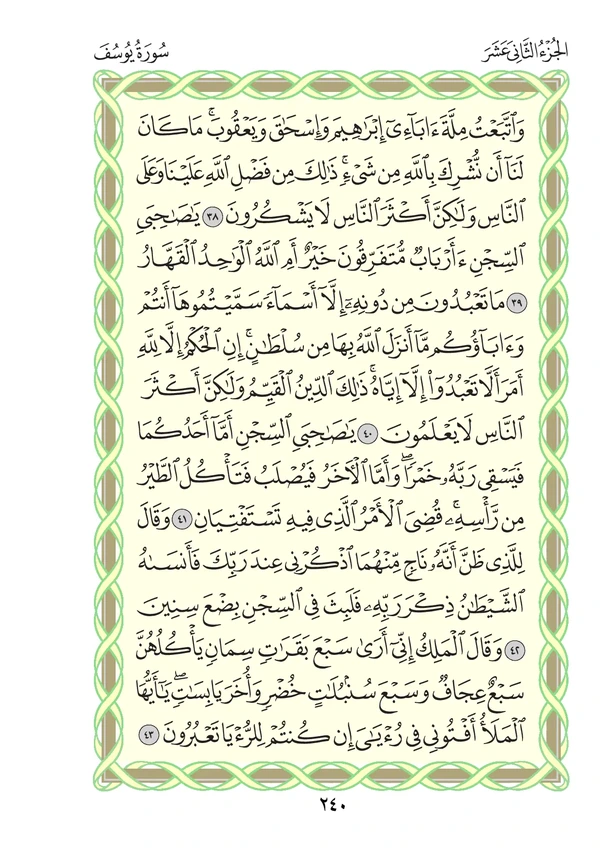 الجُزْءُ الثَّانِي عَشَرَ
سُورَةُ يُوسُفَ
وَٱتَّبَعْتُ مِلَّةَ ءَابَآءِىٓ إِبْرَٰهِيمَ وَإِسْحَٰقَ وَيَعْقُوبَ ۚ مَا كَانَ
لَنَآ أَن نُّشْرِكَ بِٱللَّهِ مِن شَىْءٍ ۚ ذَٰلِكَ مِن فَضْلِ ٱللَّهِ عَلَيْنَا وَعَلَى
ٱلنَّاسِ وَلَٰكِنَّ أَكْثَرَ ٱلنَّاسِ لَا يَشْكُرُونَ ٣٨ يَٰصَىٰحِبَىِ
ٱلسِّجْنِ ءَأَرْبَابٌ مُّتَفَرِّقُونَ خَيْرٌ أَمِ ٱللَّهُ ٱلْوَٰحِدُ ٱلْقَهَّارُ
٣٩ مَا تَعْبُدُونَ مِن دُونِهِۦٓ إِلَّآ أَسْمَآءً سَمَّيْتُمُوهَآ أَنتُمْ
وَءَابَآؤُكُم مَّآ أَنزَلَ ٱللَّهُ بِهَا مِن سُلْطَٰنٍ ۚ إِنِ ٱلْحُكْمُ إِلَّا لِلَّهِ
أَمَرَ أَلَّا تَعْبُدُوٓا۟ إِلَّآ إِيَّاهُ ۚ ذَٰلِكَ ٱلدِّينُ ٱلْقَيِّمُ وَلَٰكِنَّ أَكْثَرَ
ٱلنَّاسِ لَا يَعْلَمُونَ ٤٠ يَٰصَىٰحِبَىِ ٱلسِّجْنِ أَمَّآ أَحَدُكُمَا
فَيَسْقِى رَبَّهُۥ خَمْرًا ۖ وَأَمَّا ٱلْءَاخَرُ فَيُصْلَبُ فَتَأْكُلُ ٱلطَّيْرُ
مِن رَّأْسِهِۦ ۚ قُضِىَ ٱلْأَمْرُ ٱلَّذِى فِيهِ تَسْتَفْتِيَانِ ٤١ وَقَالَ
لِلَّذِى ظَنَّ أَنَّهُۥ نَاجٍ مِّنْهُمَا ٱذْكُرْنِى عِندَ رَبِّكَ فَأَنسَىٰهُ
ٱلشَّيْطَٰنُ ذِكْرَ رَبِّهِۦ فَلَبِثَ فِى ٱلسِّجْنِ بِضْعَ سِنِينَ
٤٢ وَقَالَ ٱلْمَلِكُ إِنِّىٓ أَرَىٰ سَبْعَ بَقَرَٰتٍ سِمَانٍ يَأْكُلُهُنَّ
سَبْعٌ عِجَافٌ وَسَبْعَ سُنۢبُلَٰتٍ خُضْرٍ وَأُخَرَ يَابِسَٰتٍ ۖ يَٰٓأَيُّهَا
ٱلْمَلَأُ أَفْتُونِى فِى رُءْيَٰىَ إِن كُنتُمْ لِلرُّءْيَا تَعْبُرُونَ ٤٣
٢٤٠